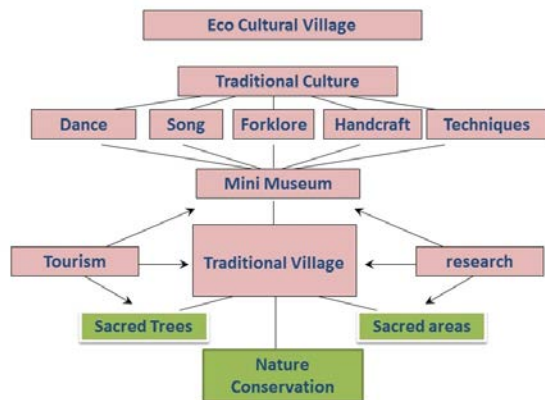 Eco Cultural Village
Traditional Culture
Dance
Song
Forklore
Handcraft
Techniques
Mini Museum
Tourism
Traditional Village
research
Sacred Trees
Sacred areas
Nature
Conservation